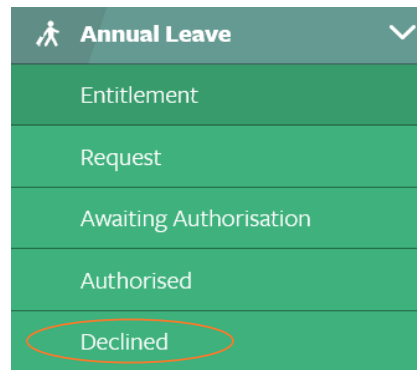 Annual Leave
Entitlement
Request
Awaiting Authorisation
Authorised
Declined